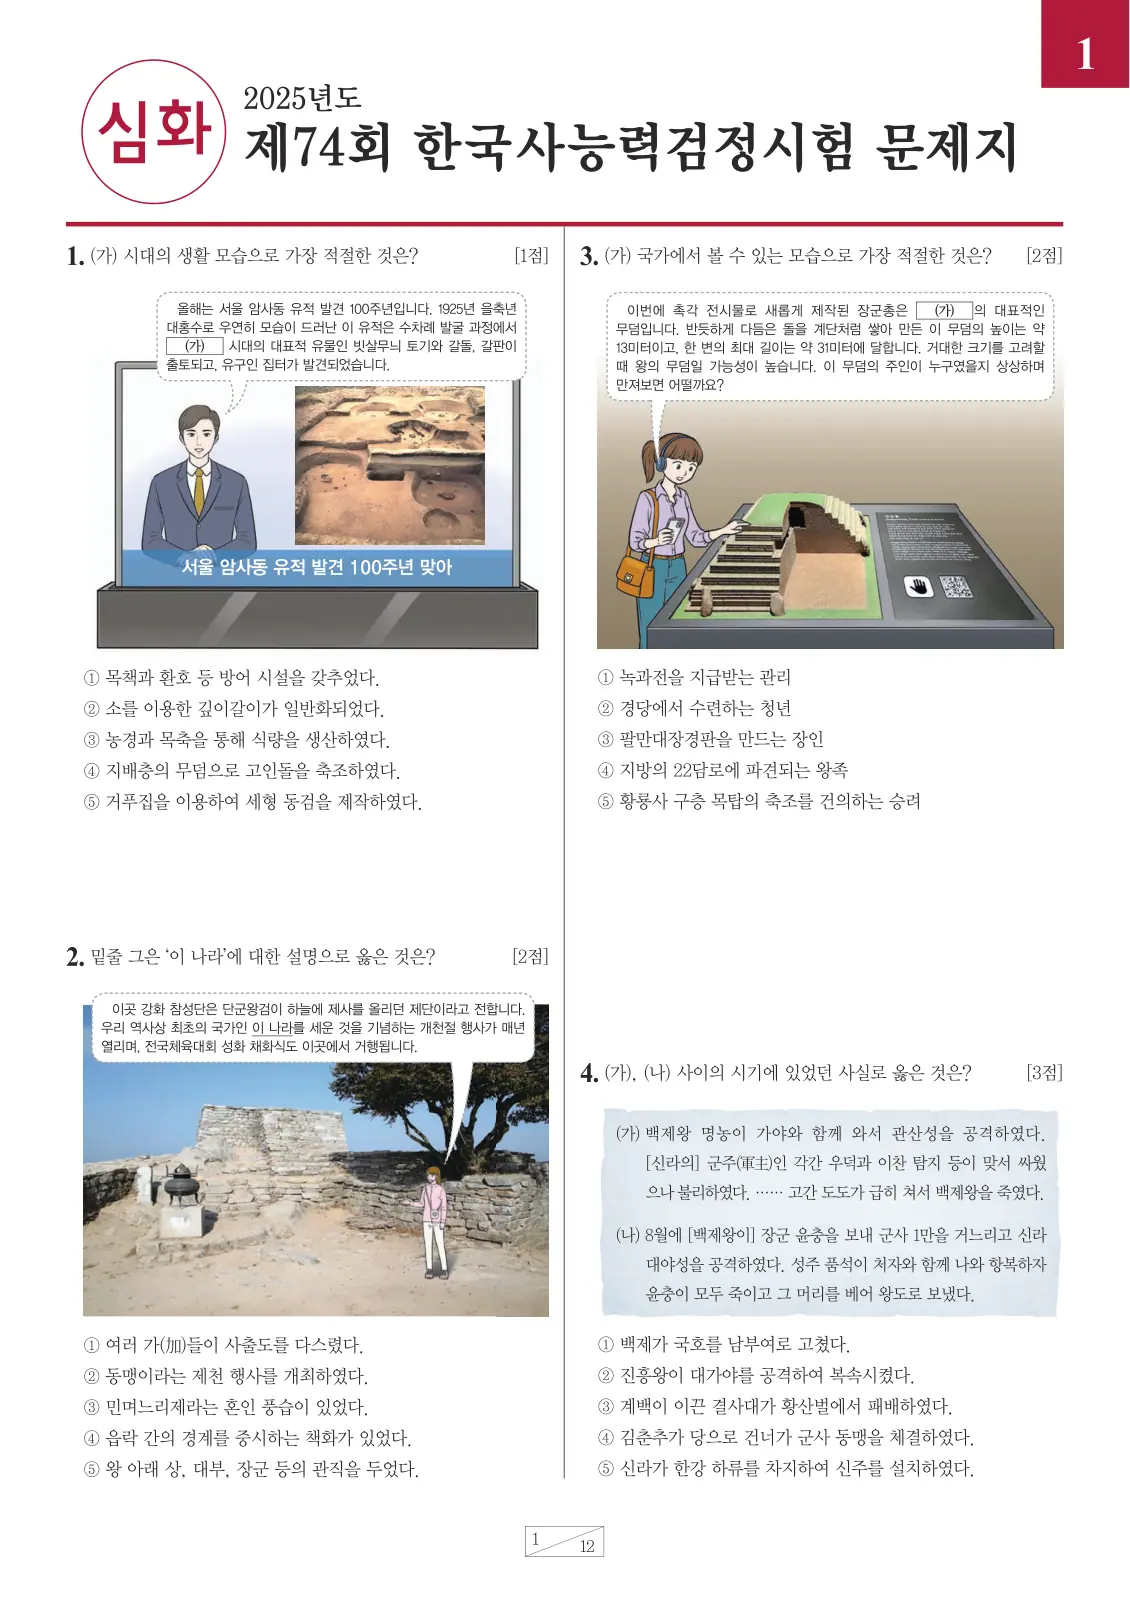 1
심화
2025년도
제74회 한국사능력검정시험 문제지
1. (가) 시대의 생활 모습으로 가장 적절한 것은? [1점]
올해는 서울 암사동 유적 발견 100주년입니다. 1925년 을축년
대홍수로 우연히 모습이 드러난 이 유적은 수차례 발굴 과정에서
(가) 시대의 대표적 유물인 빗살무늬 토기와 갈돌, 갈판이
출토되고, 유구인 집터가 발견되었습니다.
서울 암사동 유적 발견 100주년 맞아
① 목책과 환호 등 방어 시설을 갖추었다.
② 소를 이용한 깊이갈이가 일반화되었다.
③ 농경과 목축을 통해 식량을 생산하였다.
④ 지배층의 무덤으로 고인돌을 축조하였다.
⑤ 거푸집을 이용하여 세형 동검을 제작하였다.
2. 밑줄 그은 ‘이 나라’에 대한 설명으로 옳은 것은? [2점]
이곳 강화 참성단은 단군왕검이 하늘에 제사를 올리던 제단이라고 전합니다.
우리 역사상 최초의 국가인 이 나라를 세운 것을 기념하는 개천절 행사가 매년
열리며, 전국체육대회 성화 채화식도 이곳에서 거행됩니다.
① 여러 가(加)들이 사출도를 다스렸다.
② 동맹이라는 제천 행사를 개최하였다.
③ 민며느리제라는 혼인 풍습이 있었다.
④ 읍락 간의 경계를 중시하는 책화가 있었다.
⑤ 왕 아래 상, 대부, 장군 등의 관직을 두었다.
3. (가) 국가에서 볼 수 있는 모습으로 가장 적절한 것은? [2점]
이번에 촉각 전시물로 새롭게 제작된 장군총은 (가) 의 대표적인
무덤입니다. 반듯하게 다듬은 돌을 계단처럼 쌓아 만든 이 무덤의 높이는 약
13미터이고, 한 변의 최대 길이는 약 31미터에 달합니다. 거대한 크기를 고려할
때 왕의 무덤일 가능성이 높습니다. 이 무덤의 주인이 누구였을지 상상하며
만져보면 어떨까요?
① 녹과전을 지급받는 관리
② 경당에서 수련하는 청년
③ 팔만대장경판을 만드는 장인
④ 지방의 22담로에 파견되는 왕족
⑤ 황룡사 구층 목탑의 축조를 건의하는 승려
4. (가), (나) 사이의 시기에 있었던 사실로 옳은 것은? [3점]
(가) 백제왕 명농이 가야와 함께 와서 관산성을 공격하였다.
[신라의] 군주(軍主)인 각간 우덕과 이찬 탐지 등이 맞서 싸웠
으나 불리하였다. …… 고간 도도가 급히 쳐서 백제왕을 죽였다.
(나) 8월에 [백제왕이] 장군 윤충을 보내 군사 1만을 거느리고 신라
대야성을 공격하였다. 성주 품석이 처자와 함께 나와 항복하자
윤충이 모두 죽이고 그 머리를 베어 왕도로 보냈다.
① 백제가 국호를 남부여로 고쳤다.
② 진흥왕이 대가야를 공격하여 복속시켰다.
③ 계백이 이끈 결사대가 황산벌에서 패배하였다.
④ 김춘추가 당으로 건너가 군사 동맹을 체결하였다.
⑤ 신라가 한강 하류를 차지하여 신주를 설치하였다.
1
12